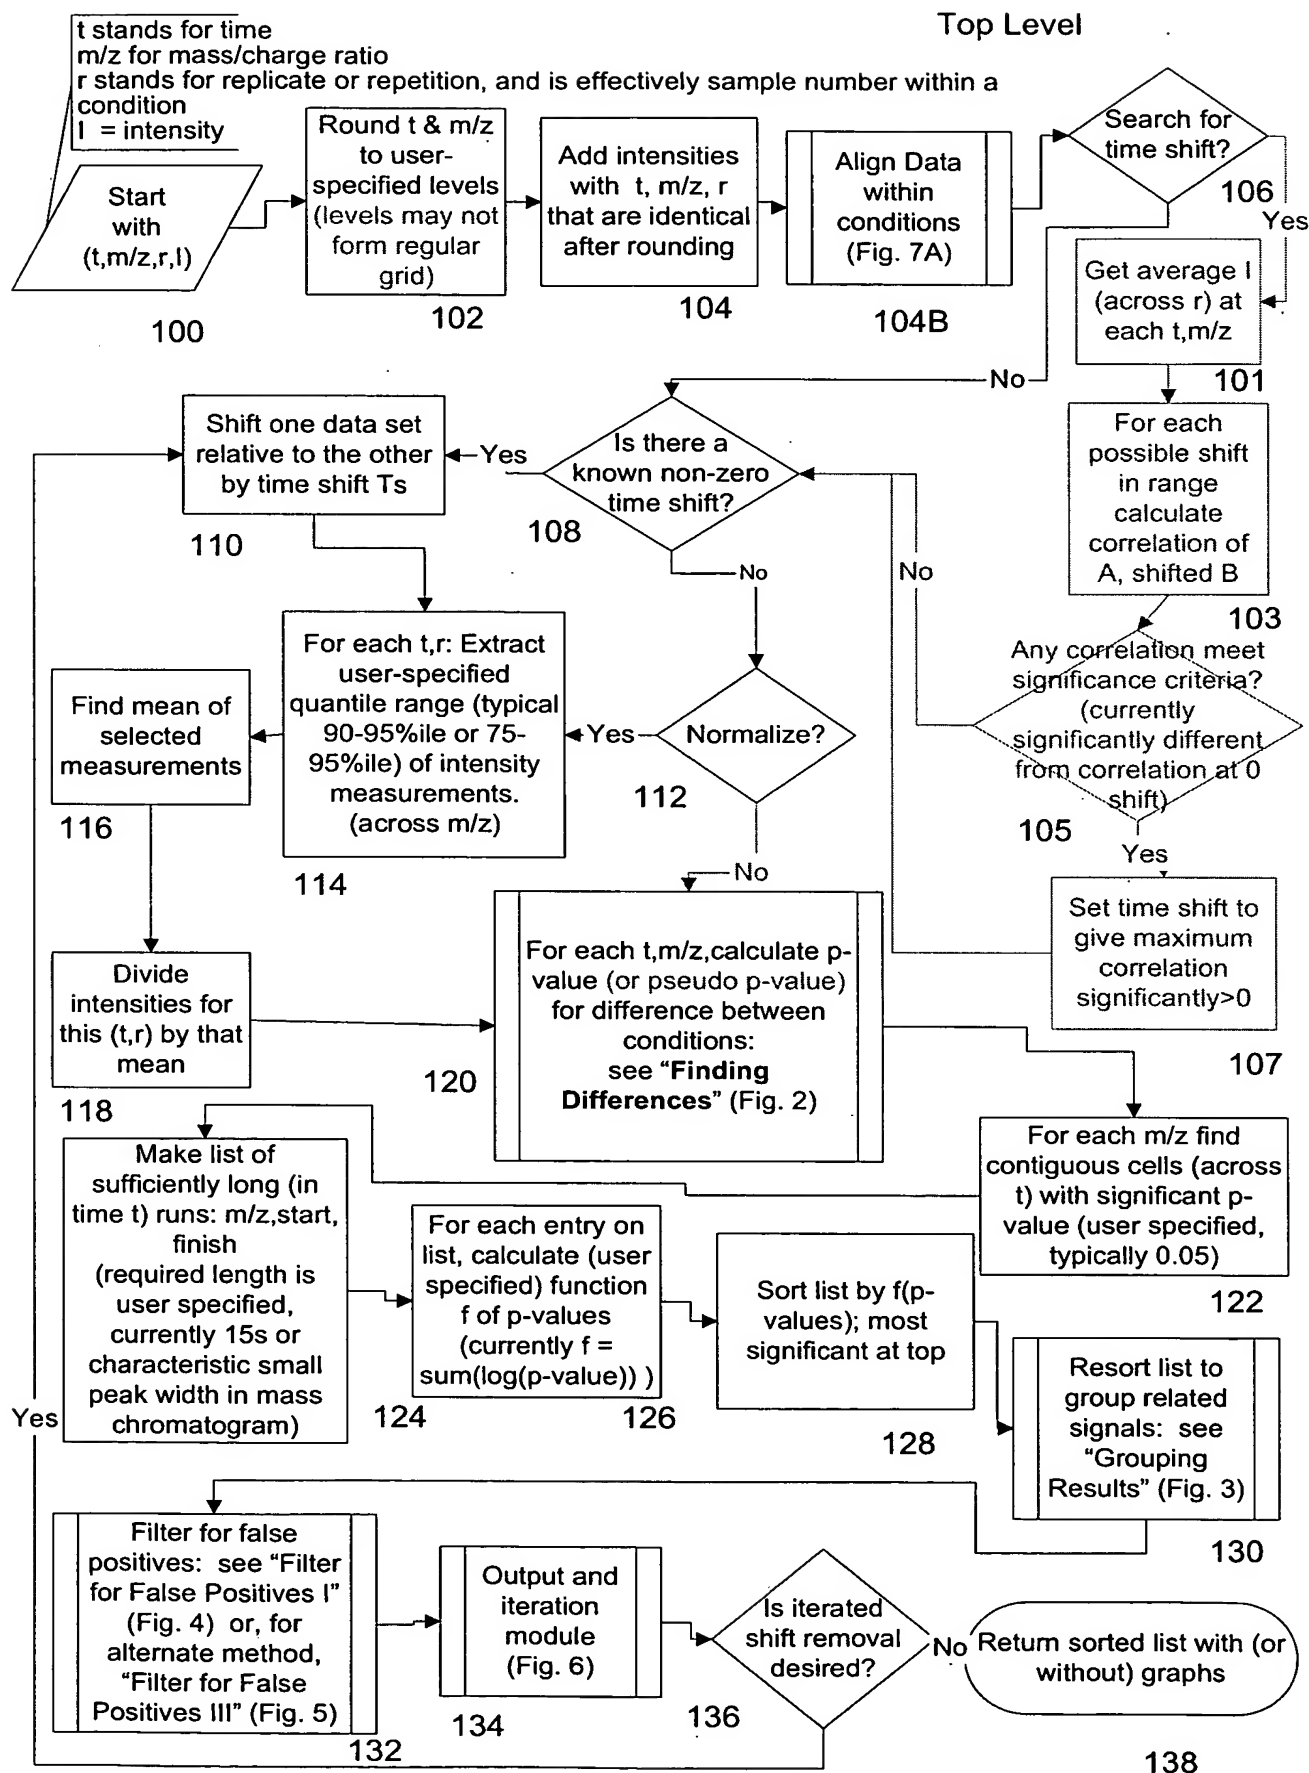 Top Level
t stands for time
m/z for mass/charge ratio
r stands for replicate or repetition, and is effectively sample number within a
condition
I = intensity
Start
with
(t,m/z,r,I)
100
Round t & m/z
to user-
specified levels
(levels may not
form regular
grid)
102
Add intensities
with t, m/z, r
that are identical
after rounding
104
Align Data
within
conditions
(Fig. 7A)
104B
Search for
time shift?
106
Yes
No
Get average I
(across r) at
each t,m/z
101
For each
possible shift
in range
calculate
correlation of
A, shifted B
103
Any correlation meet
significance criteria?
(currently
significantly different
from correlation at 0
shift)
105
No
Yes
Set time shift to
give maximum
correlation
significantly>0
107
Is there a
known non-zero
time shift?
108
Yes
No
Shift one data set
relative to the other
by time shift Ts
110
Normalize?
112
Yes
No
For each t,r: Extract
user-specified
quantile range (typical
90-95%ile or 75-
95%ile) of intensity
measurements.
(across m/z)
114
Find mean of
selected
measurements
116
Divide
intensities for
this (t,r) by that
mean
118
For each t,m/z,calculate p-
value (or pseudo p-value)
for difference between
conditions:
see “Finding
Differences” (Fig. 2)
120
For each m/z find
contiguous cells (across
t) with significant p-
value (user specified,
typically 0.05)
122
Make list of
sufficiently long (in
time t) runs: m/z,start,
finish
(required length is
user specified,
currently 15s or
characteristic small
peak width in mass
chromatogram)
124
For each entry on
list, calculate (user
specified) function
f of p-values
(currently f =
sum(log(p-value)) )
126
Sort list by f(p-
values); most
significant at top
128
Resort list to
group related
signals: see
“Grouping
Results” (Fig. 3)
130
Filter for false
positives: see “Filter
for False Positives I”
(Fig. 4) or, for
alternate method,
“Filter for False
Positives III” (Fig. 5)
132
Output and
iteration
module
(Fig. 6)
134
Is iterated
shift removal
desired?
136
Yes
No
Return sorted list with (or
without) graphs
138